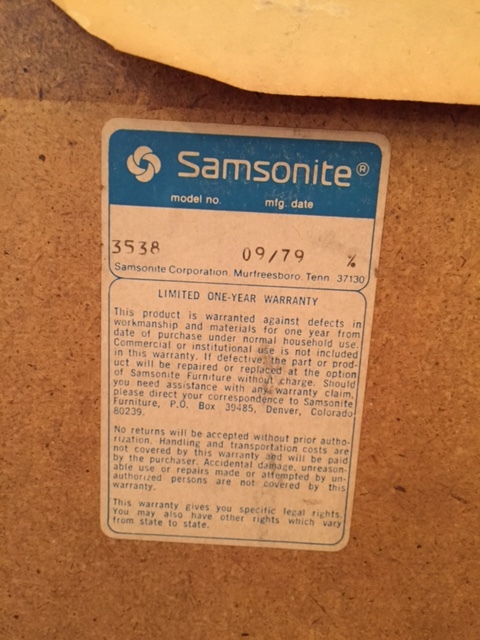 Samsonite®
model no. mfg. date
3538 09/79 %
Samsonite Corporation, Murfreesboro, Tenn. 37130
LIMITED ONE-YEAR WARRANTY
This product is warranted against defects in
workmanship and materials for one year from
date of purchase under normal household use.
Commercial or institutional use is not included
in this warranty. If defective, the part or prod-
uct will be repaired or replaced at the option
of Samsonite Furniture without charge. Should
you need assistance with any warranty claim,
please direct your correspondence to Samsonite
Furniture, P.O. Box 39485, Denver, Colorado
80239.
No returns will be accepted without prior autho-
rization. Handling and transportation costs are
not covered by this warranty and will be paid
by the purchaser. Accidental damage, unreason-
able use or repairs made or attempted by un-
authorized persons are not covered by this
warranty.
This warranty gives you specific legal rights.
You may also have other rights which vary
from state to state.